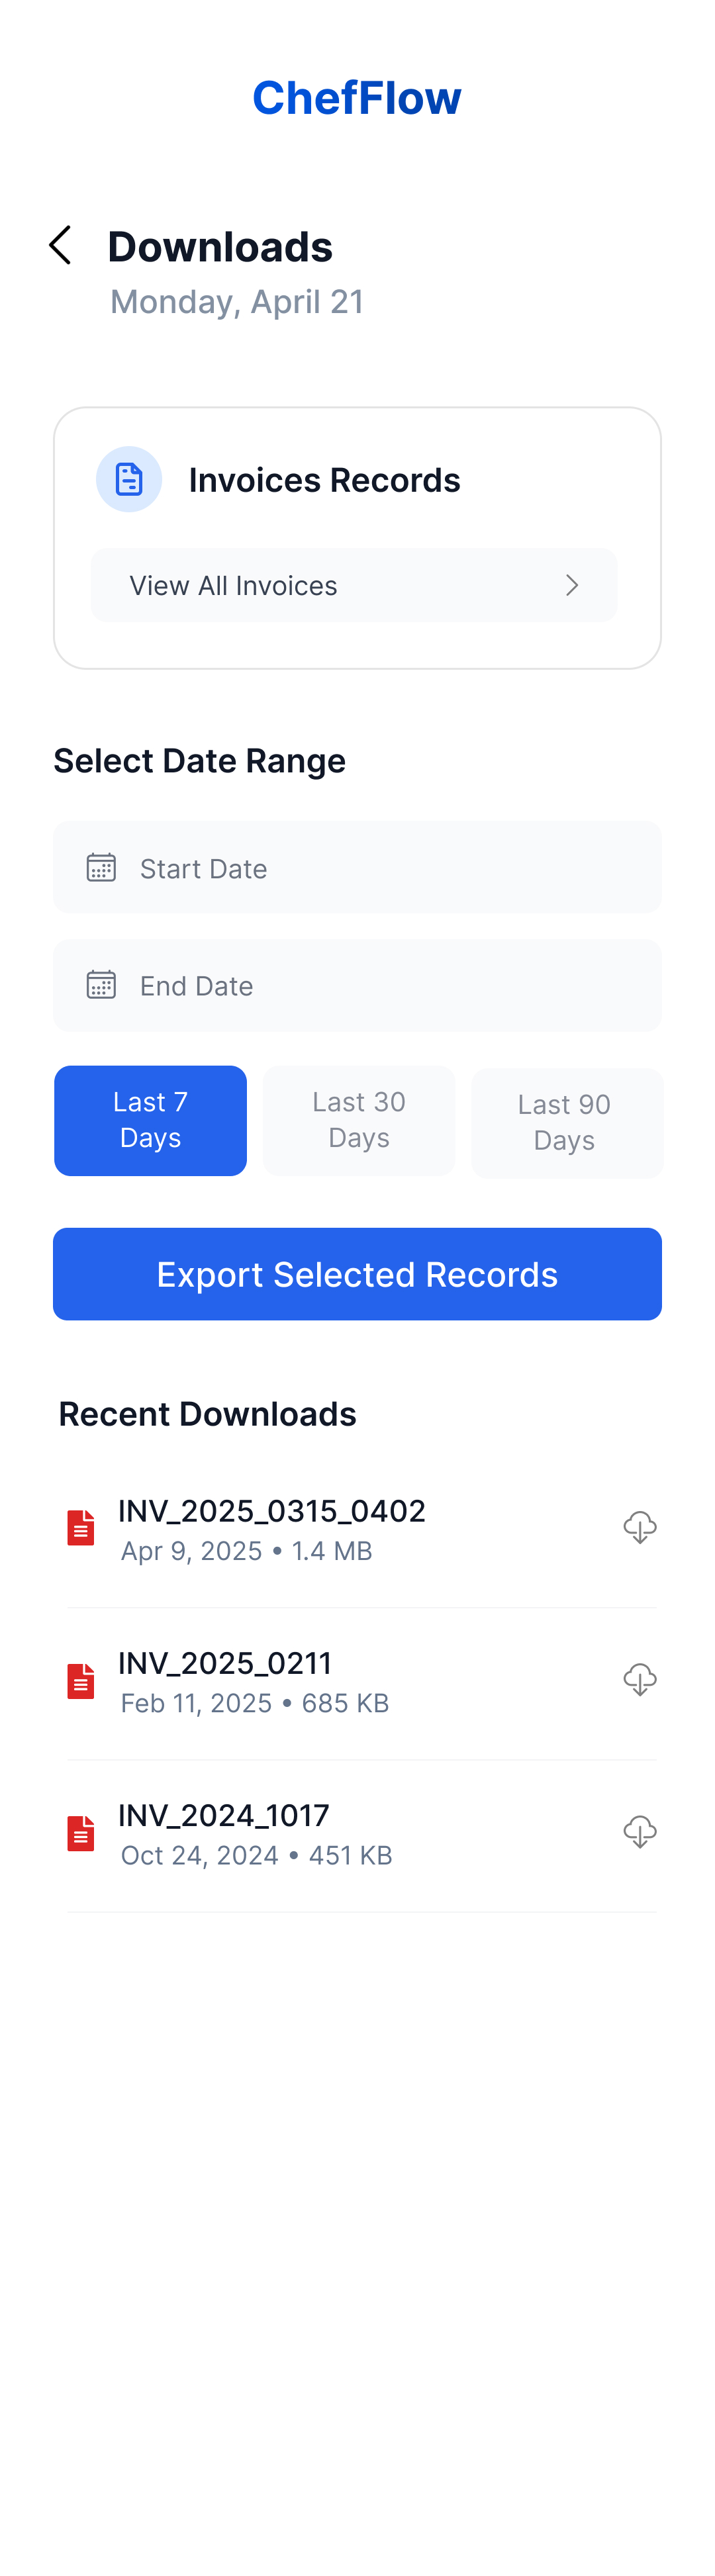 ChefFlow
Downloads
Monday, April 21
Invoices Records
View All Invoices
Select Date Range
Start Date
End Date
Last 7
Days
Last 30
Days
Last 90
Days
Export Selected Records
Recent Downloads
INV_2025_0315_0402
Apr 9, 2025 • 1.4 MB
INV_2025_0211
Feb 11, 2025 • 685 KB
INV_2024_1017
Oct 24, 2024 • 451 KB